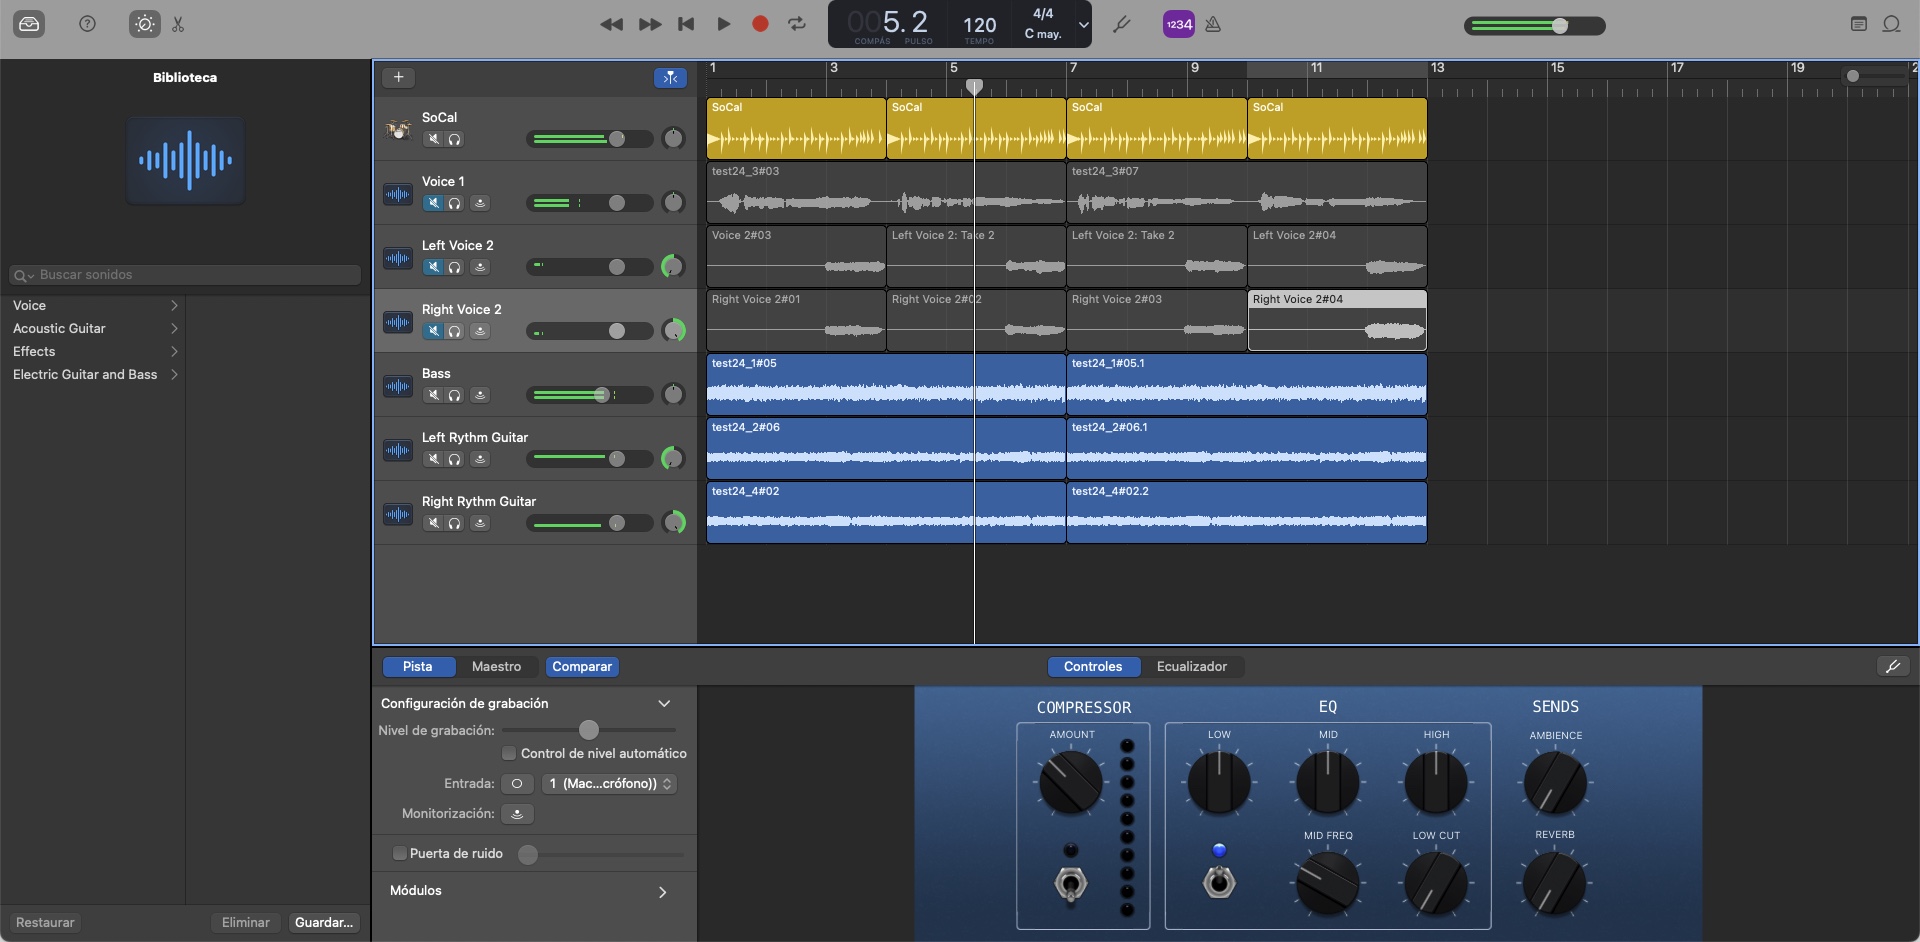 005.2
COMPÁS PULSO
120
TEMPO
4/4
C may.
1234
Biblioteca
Buscar sonidos
Voice
Acoustic Guitar
Effects
Electric Guitar and Bass
Restaurar
Eliminar
Guardar...
1 3 5 7 9 11 13 15 17 19 2
SoCal
SoCal SoCal SoCal SoCal
Voice 1
test24_3#03 test24_3#07
Left Voice 2
Voice 2#03 Left Voice 2: Take 2 Left Voice 2: Take 2 Left Voice 2#04
Right Voice 2
Right Voice 2#01 Right Voice 2#02 Right Voice 2#03 Right Voice 2#04
Bass
test24_1#05 test24_1#05.1
Left Rythm Guitar
test24_2#06 test24_2#06.1
Right Rythm Guitar
test24_4#02 test24_4#02.2
Pista Maestro Comparar
Controles Ecualizador
Configuración de grabación
Nivel de grabación:
Control de nivel automático
Entrada: 1 (Mac...crófono))
Monitorización:
Puerta de ruido
Módulos
COMPRESSOR EQ SENDS
AMOUNT LOW MID HIGH AMBIENCE
MID FREQ LOW CUT REVERB